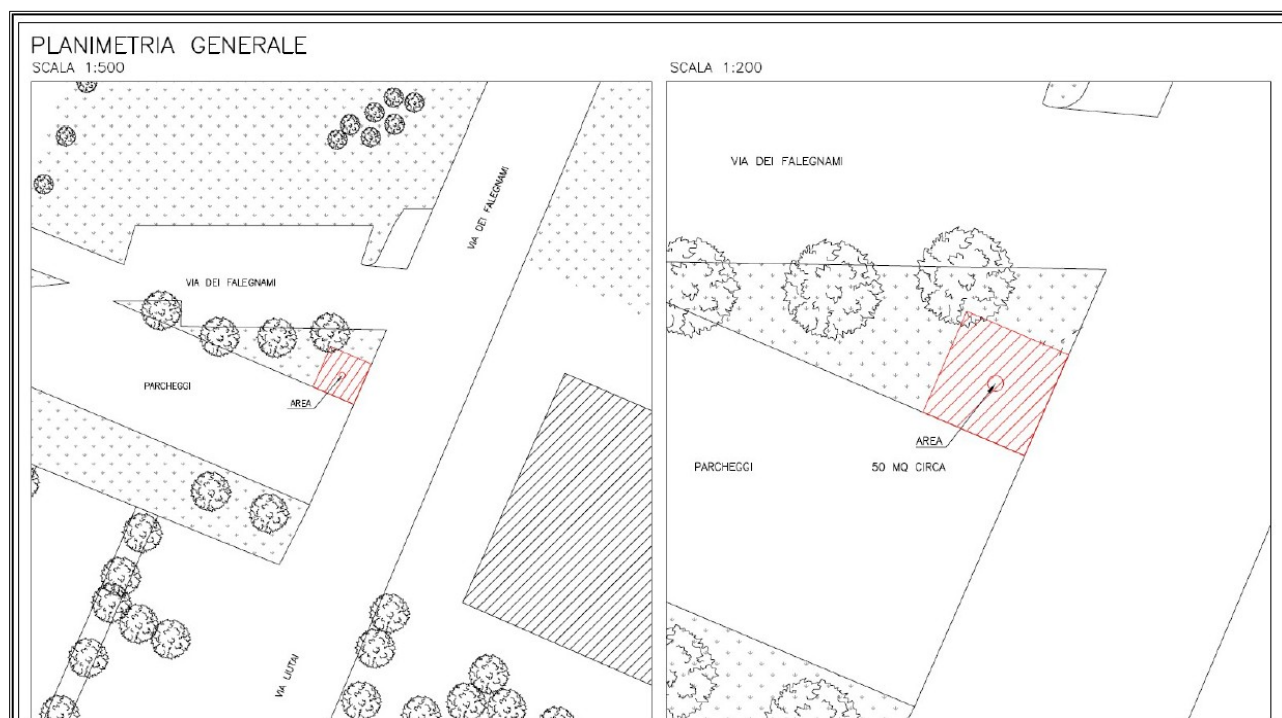 PLANIMETRIA GENERALE
SCALA 1:500
VIA DEI FALEGNAMI
VIA DEI FALEGNAMI
PARCHEGGI
AREA
VIA LIUTAI
SCALA 1:200
VIA DEI FALEGNAMI
AREA
PARCHEGGI
50 MQ CIRCA